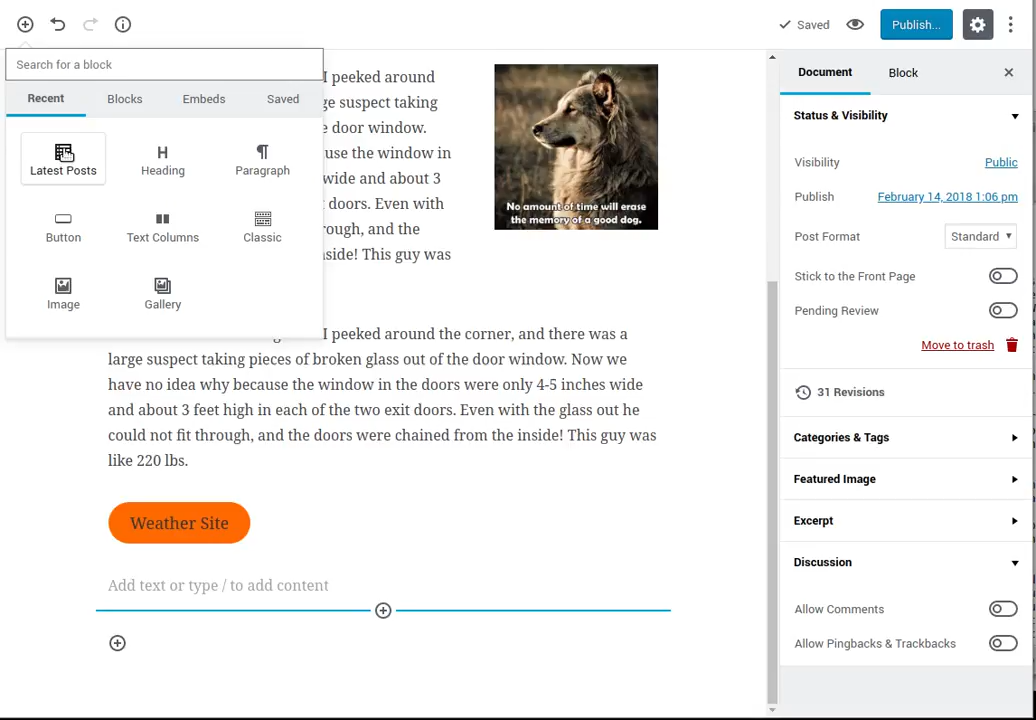 Saved
Publish...
Search for a block
Recent
Blocks
Embeds
Saved
Latest Posts
Heading
Paragraph
Button
Text Columns
Classic
Image
Gallery
I peeked around
ge suspect taking
e door window.
use the window in
wide and about 3
t doors. Even with
rough, and the
nside! This guy was
No amount of time will erase
the memory of a good dog.
I peeked around the corner, and there was a
large suspect taking pieces of broken glass out of the door window. Now we
have no idea why because the window in the doors were only 4-5 inches wide
and about 3 feet high in each of the two exit doors. Even with the glass out he
could not fit through, and the doors were chained from the inside! This guy was
like 220 lbs.
Weather Site
Add text or type / to add content
Document
Block
Status & Visibility
Visibility
Public
Publish
February 14, 2018 1:06 pm
Post Format
Standard
Stick to the Front Page
Pending Review
Move to trash
31 Revisions
Categories & Tags
Featured Image
Excerpt
Discussion
Allow Comments
Allow Pingbacks & Trackbacks